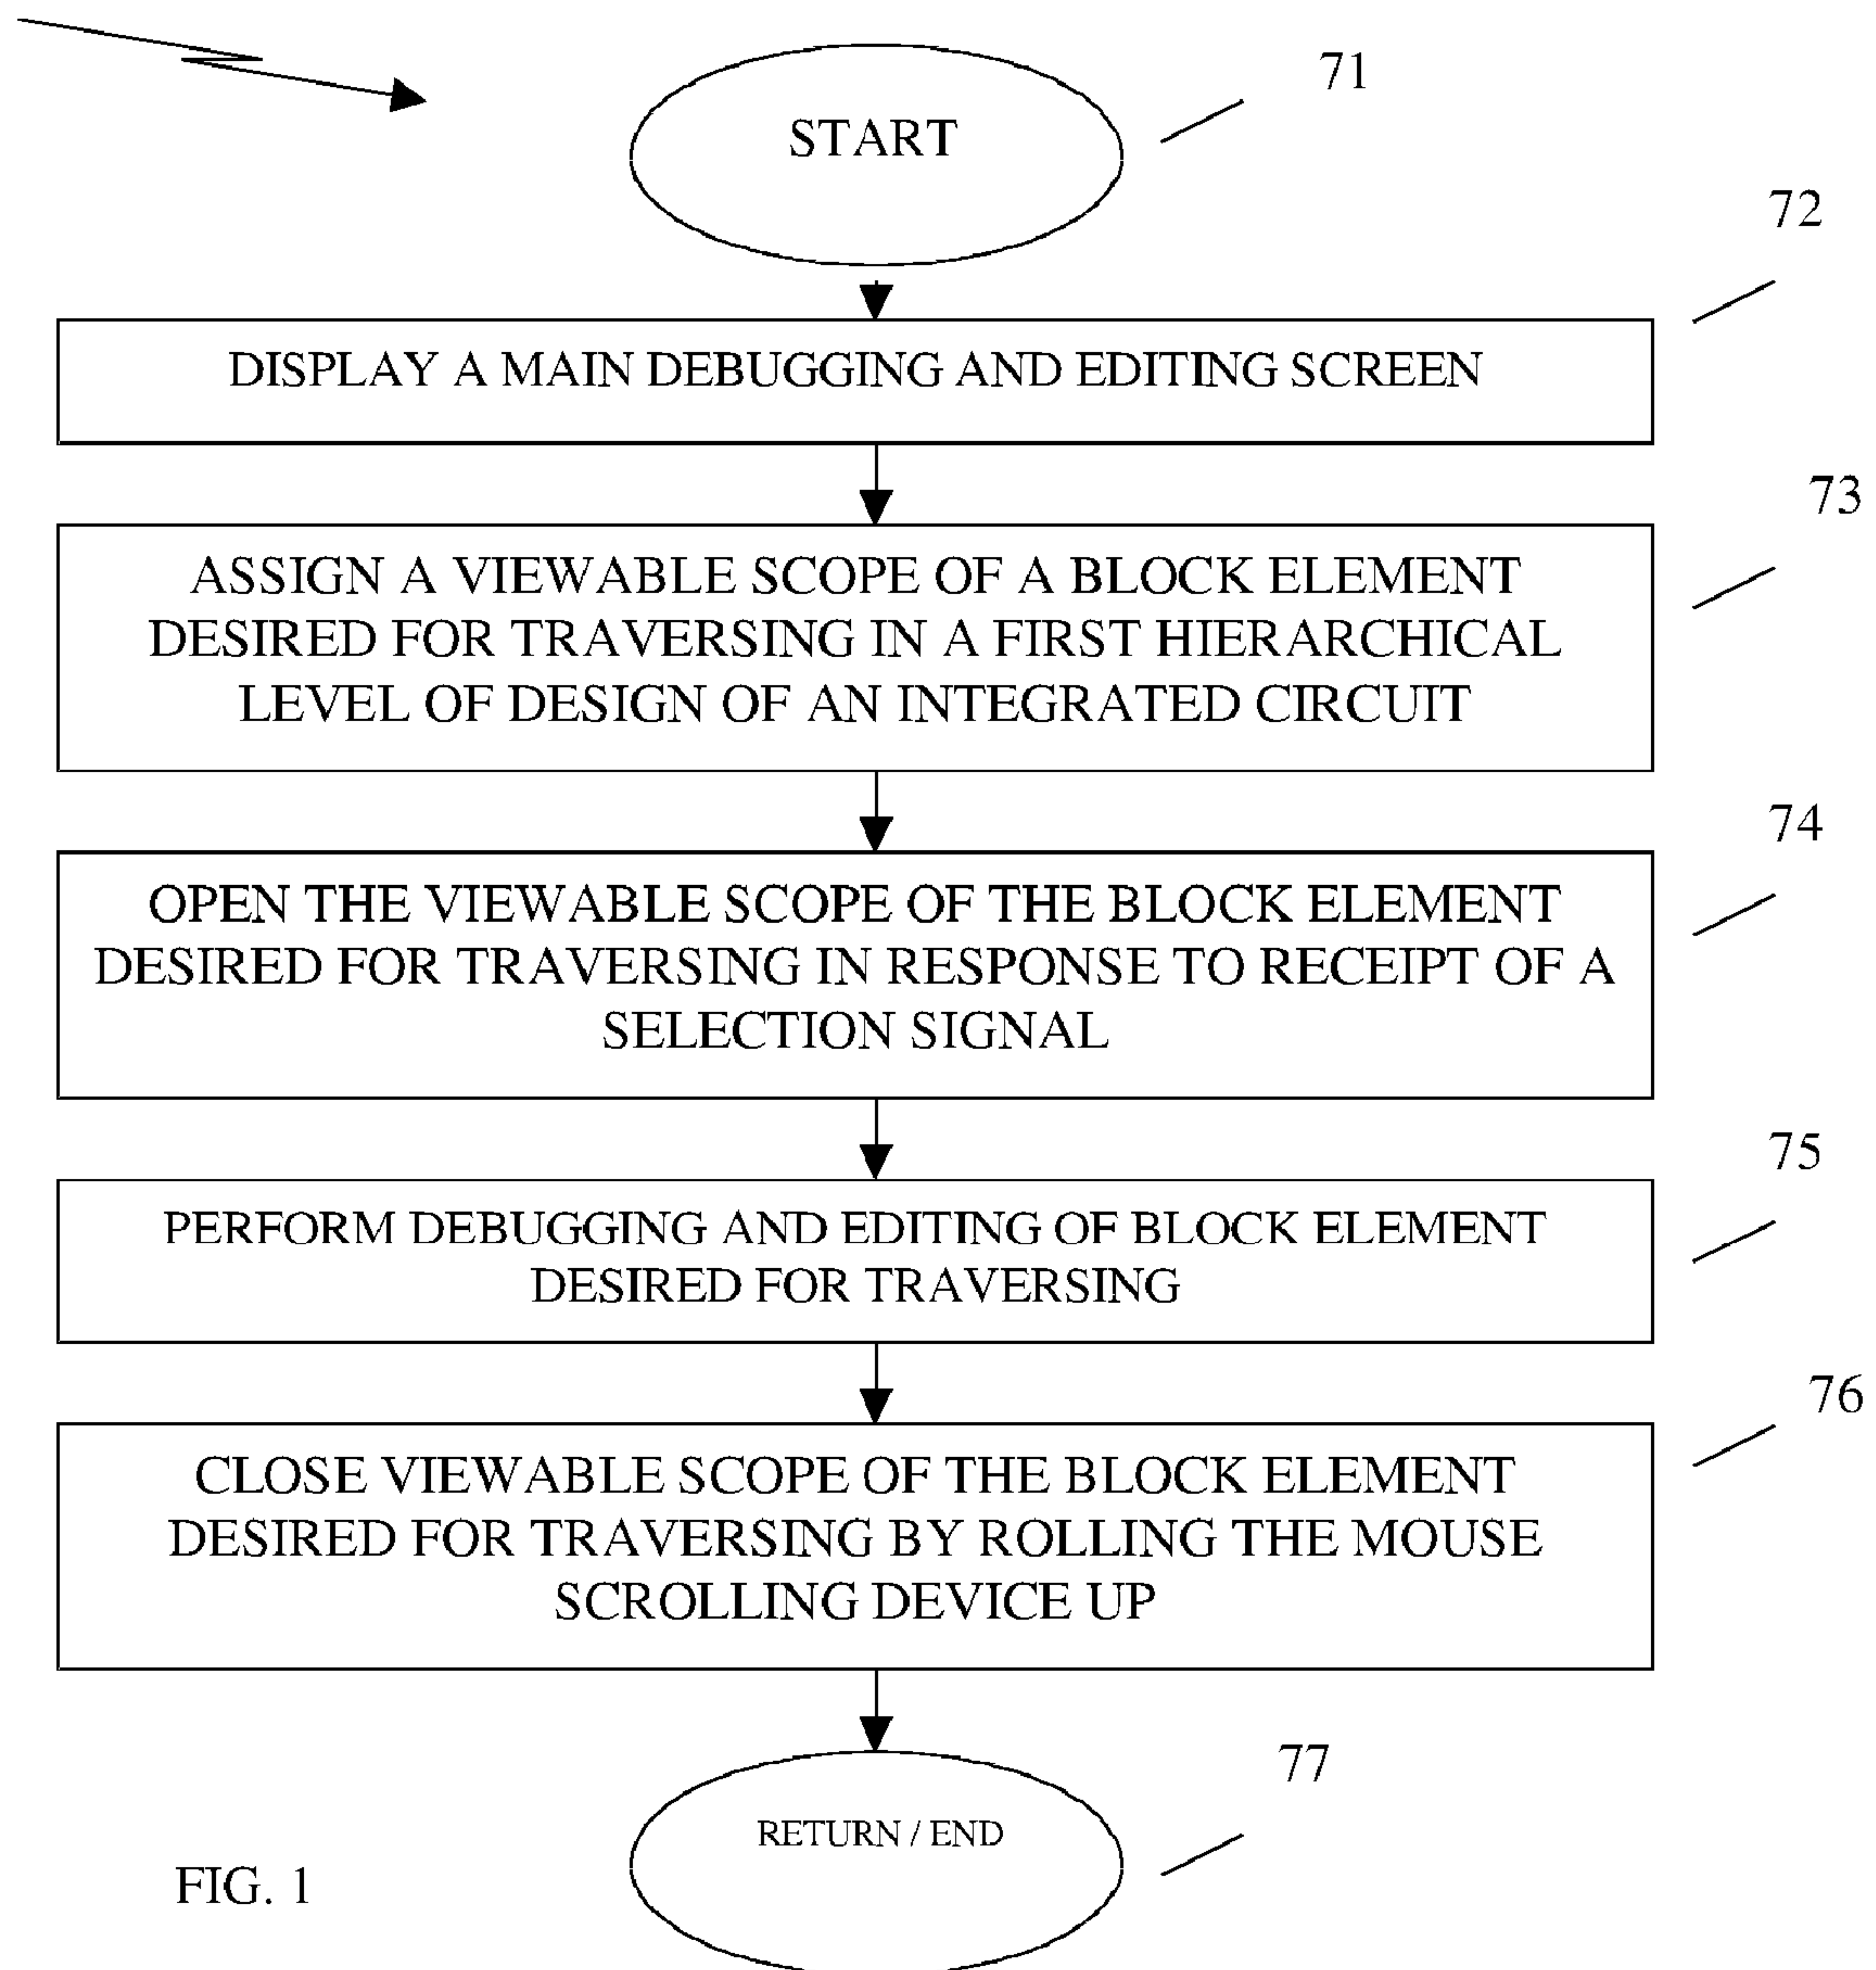 71
START
72
DISPLAY A MAIN DEBUGGING AND EDITING SCREEN
73
ASSIGN A VIEWABLE SCOPE OF A BLOCK ELEMENT
DESIRED FOR TRAVERSING IN A FIRST HIERARCHICAL
LEVEL OF DESIGN OF AN INTEGRATED CIRCUIT
74
OPEN THE VIEWABLE SCOPE OF THE BLOCK ELEMENT
DESIRED FOR TRAVERSING IN RESPONSE TO RECEIPT OF A
SELECTION SIGNAL
75
PERFORM DEBUGGING AND EDITING OF BLOCK ELEMENT
DESIRED FOR TRAVERSING
76
CLOSE VIEWABLE SCOPE OF THE BLOCK ELEMENT
DESIRED FOR TRAVERSING BY ROLLING THE MOUSE
SCROLLING DEVICE UP
77
RETURN / END
FIG. 1